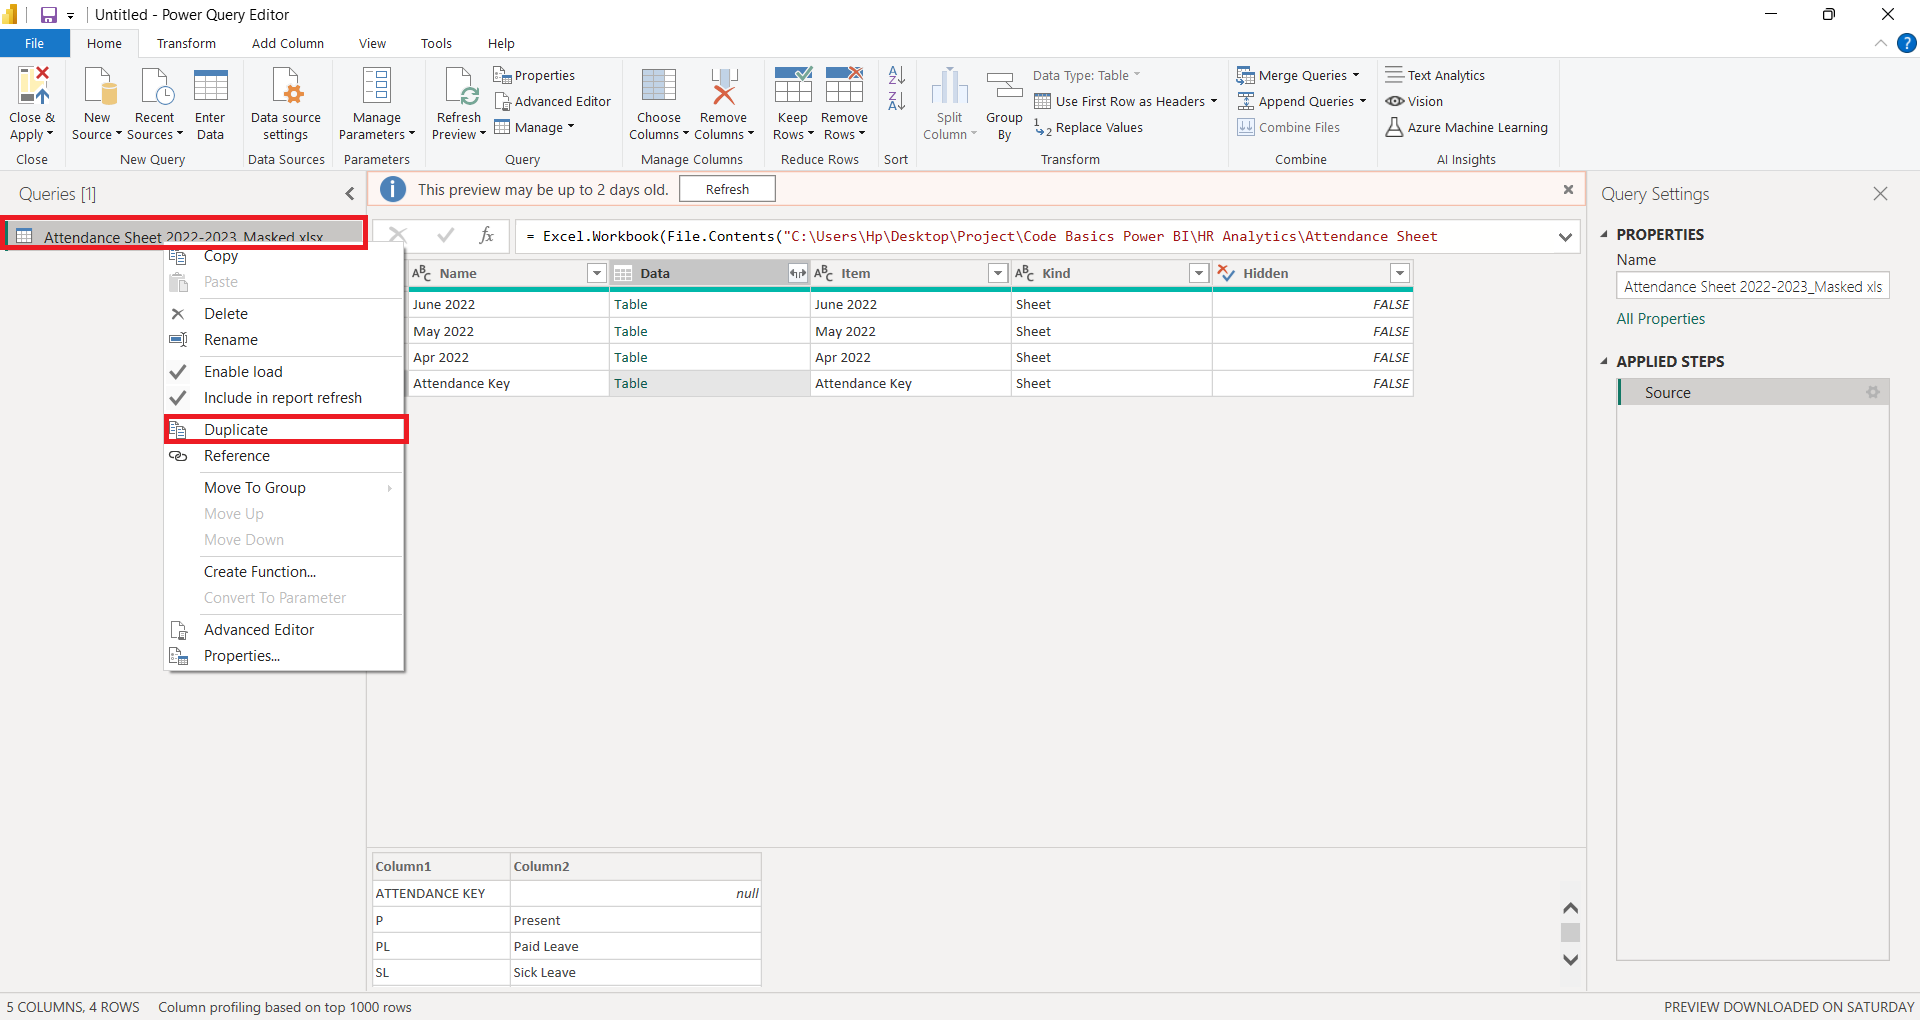 Untitled - Power Query Editor
File Home Transform Add Column View Tools Help
Close & Apply
Close
New Source
Recent Sources
Enter Data
New Query
Data source settings
Data Sources
Manage Parameters
Parameters
Refresh Preview
Properties
Advanced Editor
Manage
Query
Choose Columns
Remove Columns
Manage Columns
Keep Rows
Remove Rows
Reduce Rows
Sort
Split Column
Group By
Data Type: Table
Use First Row as Headers
Replace Values
Transform
Merge Queries
Append Queries
Combine Files
Combine
Text Analytics
Vision
Azure Machine Learning
AI Insights
Queries [1]
Attendance Sheet 2022-2023_Masked xlsx
Copy
Paste
Delete
Rename
Enable load
Include in report refresh
Duplicate
Reference
Move To Group
Move Up
Move Down
Create Function...
Convert To Parameter
Advanced Editor
Properties...
This preview may be up to 2 days old. Refresh
fx = Excel.Workbook(File.Contents("C:\Users\Hp\Desktop\Project\Code Basics Power BI\HR Analytics\Attendance Sheet
Name Data Item Kind Hidden
June 2022 Table June 2022 Sheet FALSE
May 2022 Table May 2022 Sheet FALSE
Apr 2022 Table Apr 2022 Sheet FALSE
Attendance Key Table Attendance Key Sheet FALSE
Column1 Column2
ATTENDANCE KEY null
P Present
PL Paid Leave
SL Sick Leave
Query Settings
PROPERTIES
Name
Attendance Sheet 2022-2023_Masked xls
All Properties
APPLIED STEPS
Source
5 COLUMNS, 4 ROWS Column profiling based on top 1000 rows
PREVIEW DOWNLOADED ON SATURDAY